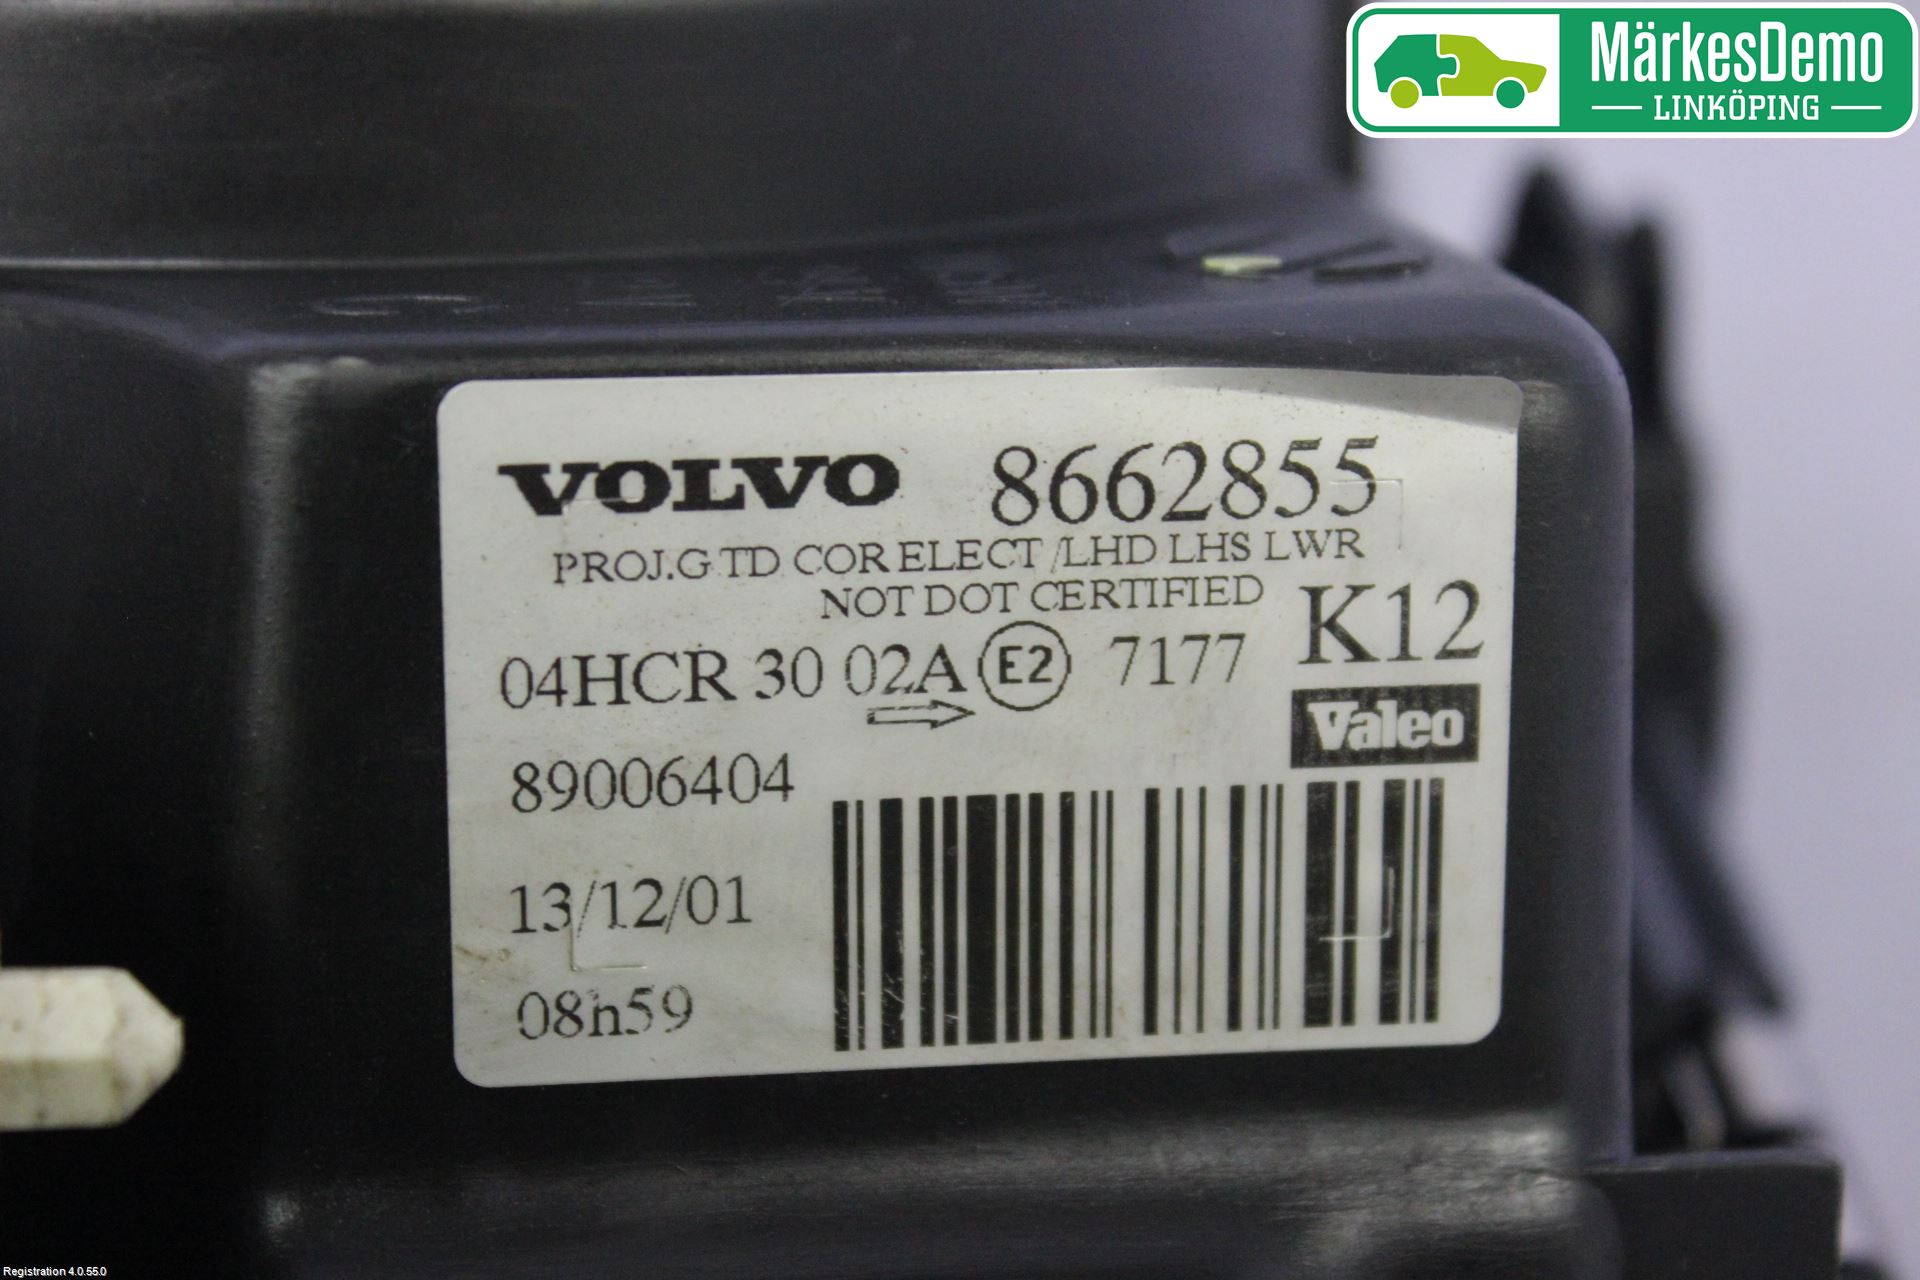 MärkesDemo
LINKÖPING
VOLVO 8662855
PROJ.G TD COR ELECT /LHD LHS LWR
NOT DOT CERTIFIED
K12
04HCR 30 02A E2 7177
Valeo
89006404
13/12/01
08h59
Registration 4.0.55.0